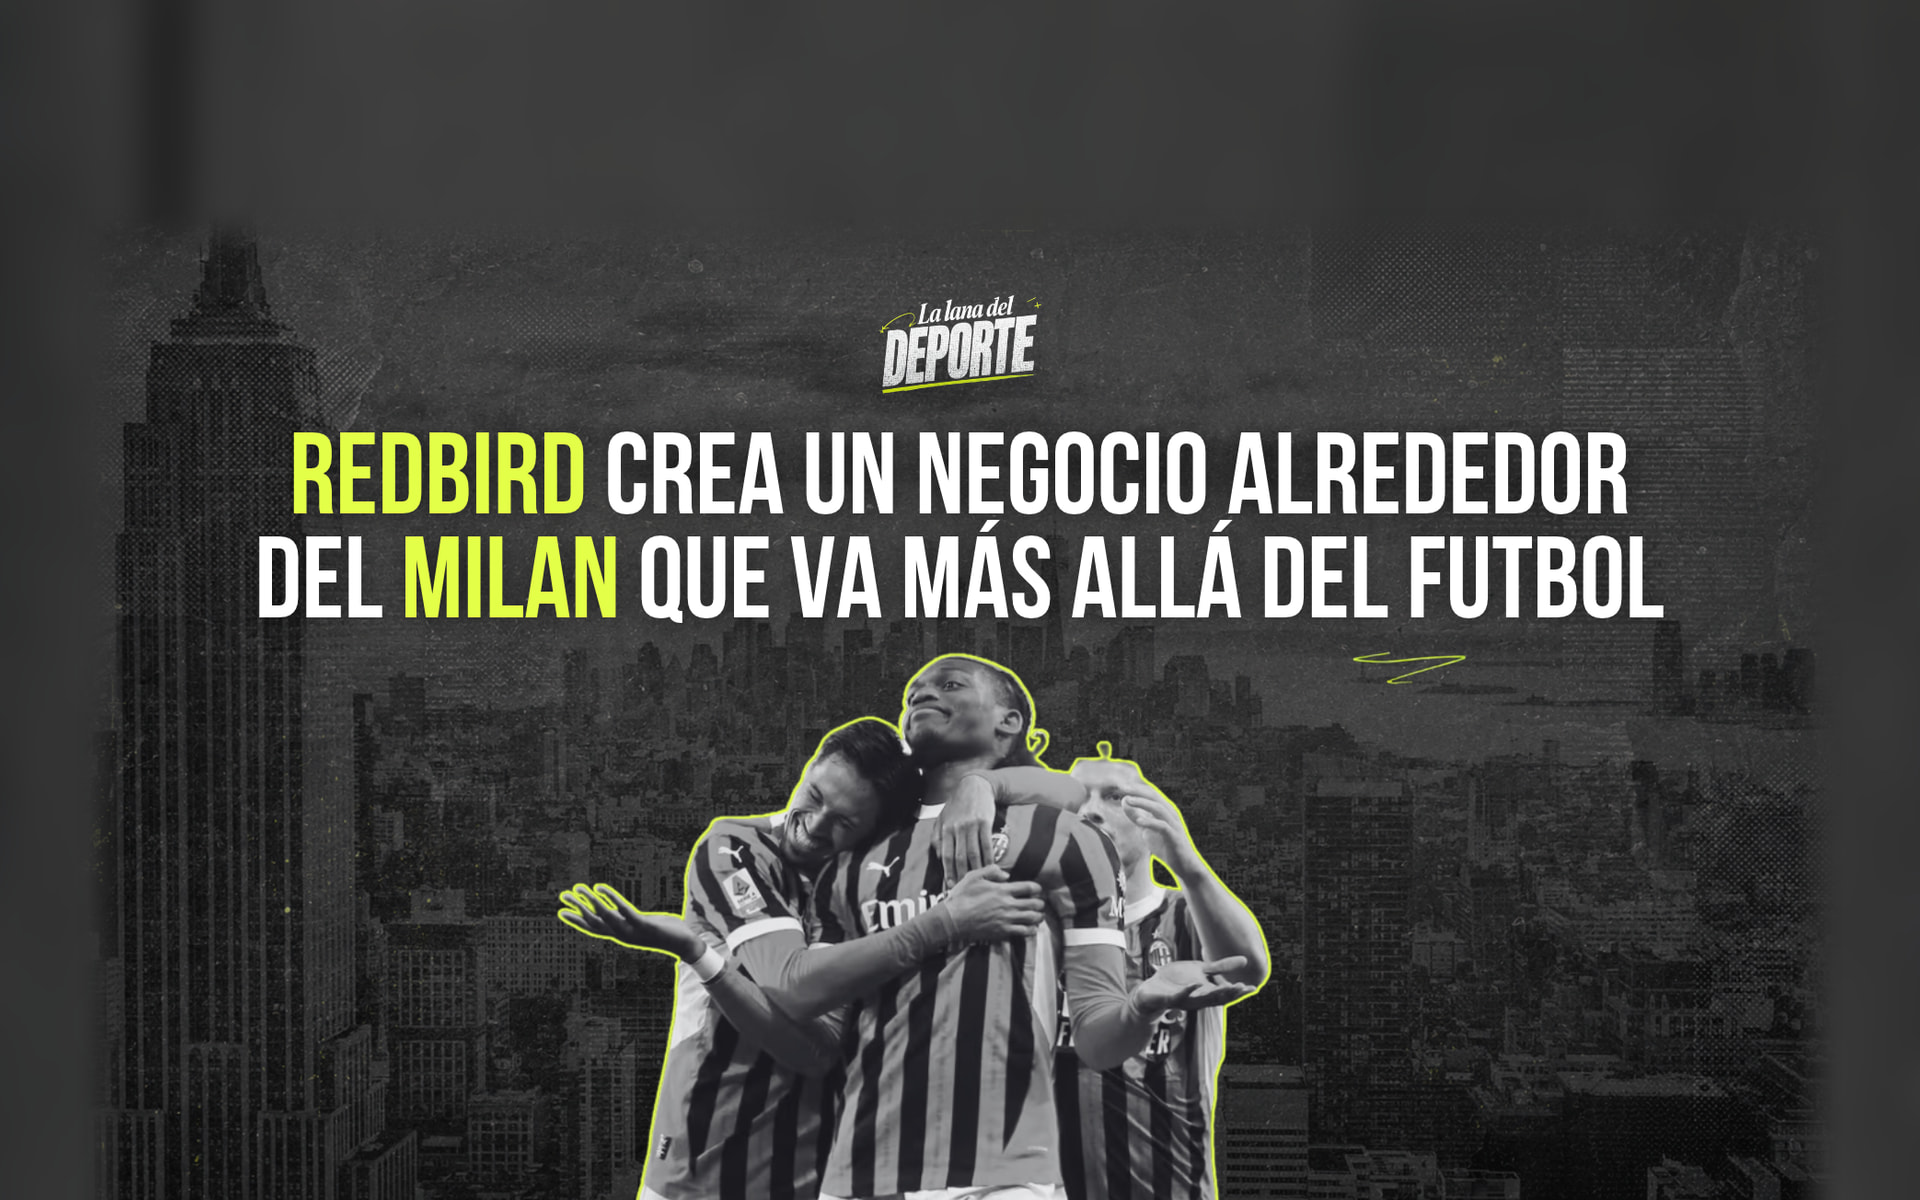 La lana del
DEPORTE
REDBIRD CREA UN NEGOCIO ALREDEDOR
DEL MILAN QUE VA MÁS ALLÁ DEL FUTBOL